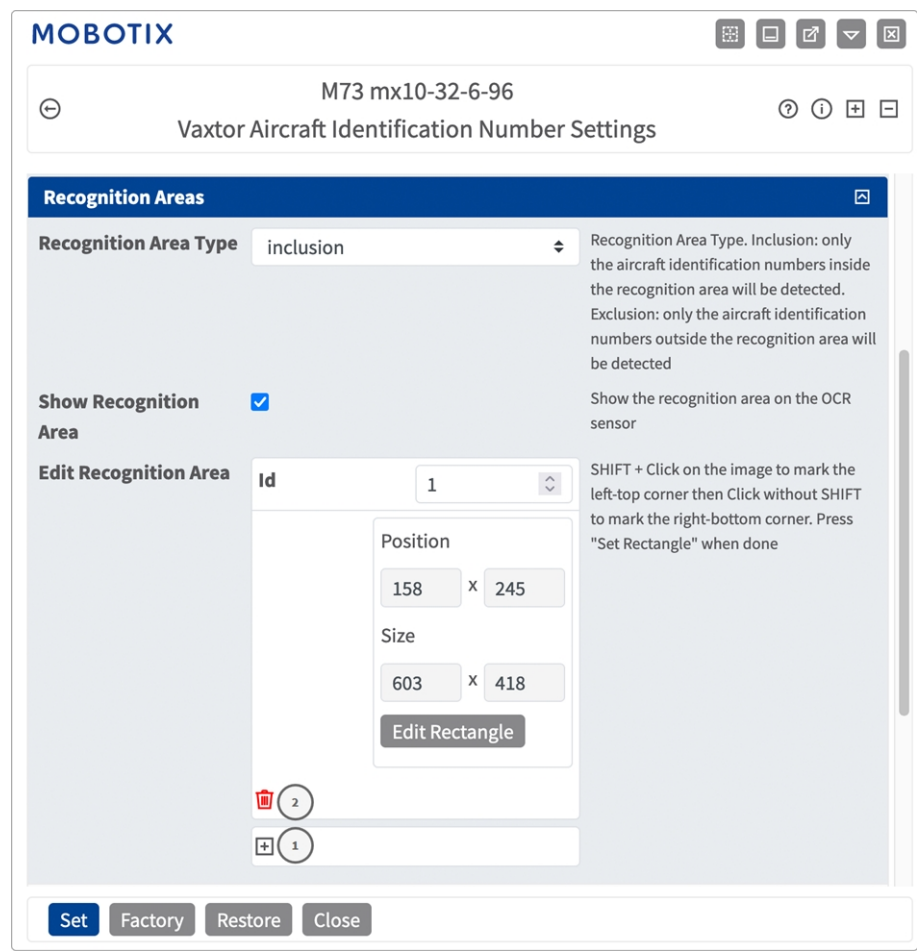 MOBOTIX
M73 mx10-32-6-96
Vaxtor Aircraft Identification Number Settings
Recognition Areas
Recognition Area Type
inclusion
Recognition Area Type. Inclusion: only
the aircraft identification numbers inside
the recognition area will be detected.
Exclusion: only the aircraft identification
numbers outside the recognition area will
be detected
Show Recognition
Area
Show the recognition area on the OCR
sensor
Edit Recognition Area
Id
1
SHIFT + Click on the image to mark the
left-top corner then Click without SHIFT
to mark the right-bottom corner. Press
"Set Rectangle" when done
Position
158 x 245
Size
603 x 418
Edit Rectangle
2
1
Set Factory Restore Close